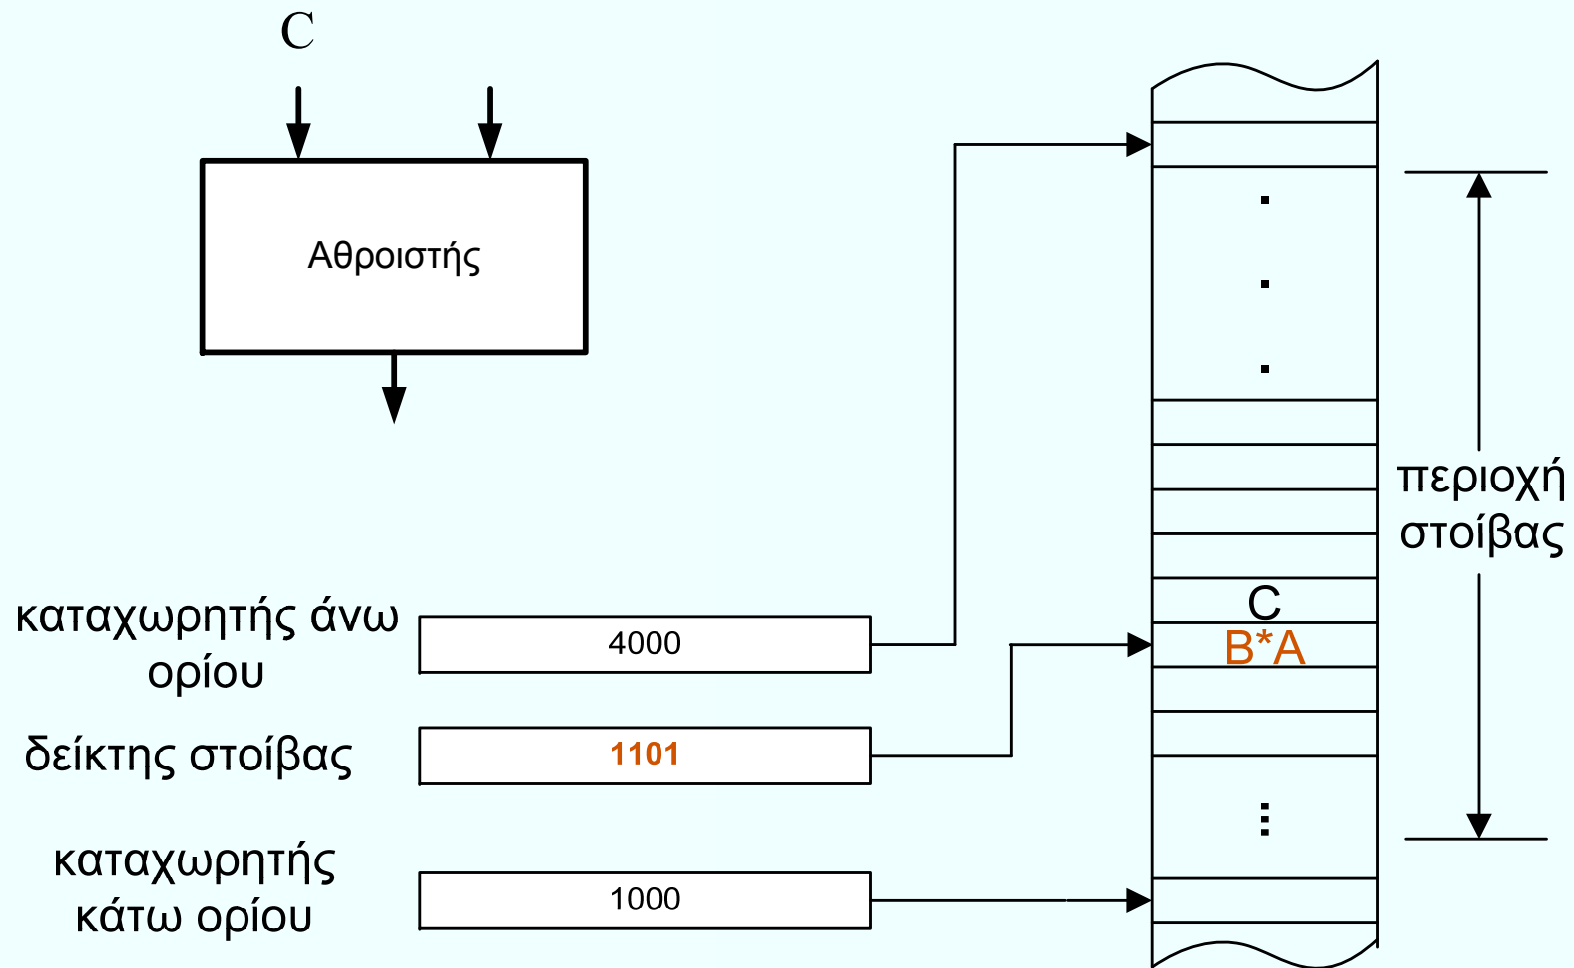 C
Αθροιστής
περιοχή
στοίβας
C
B*A
καταχωρητής άνω
ορίου
4000
δείκτης στοίβας
1101
καταχωρητής
κάτω ορίου
1000